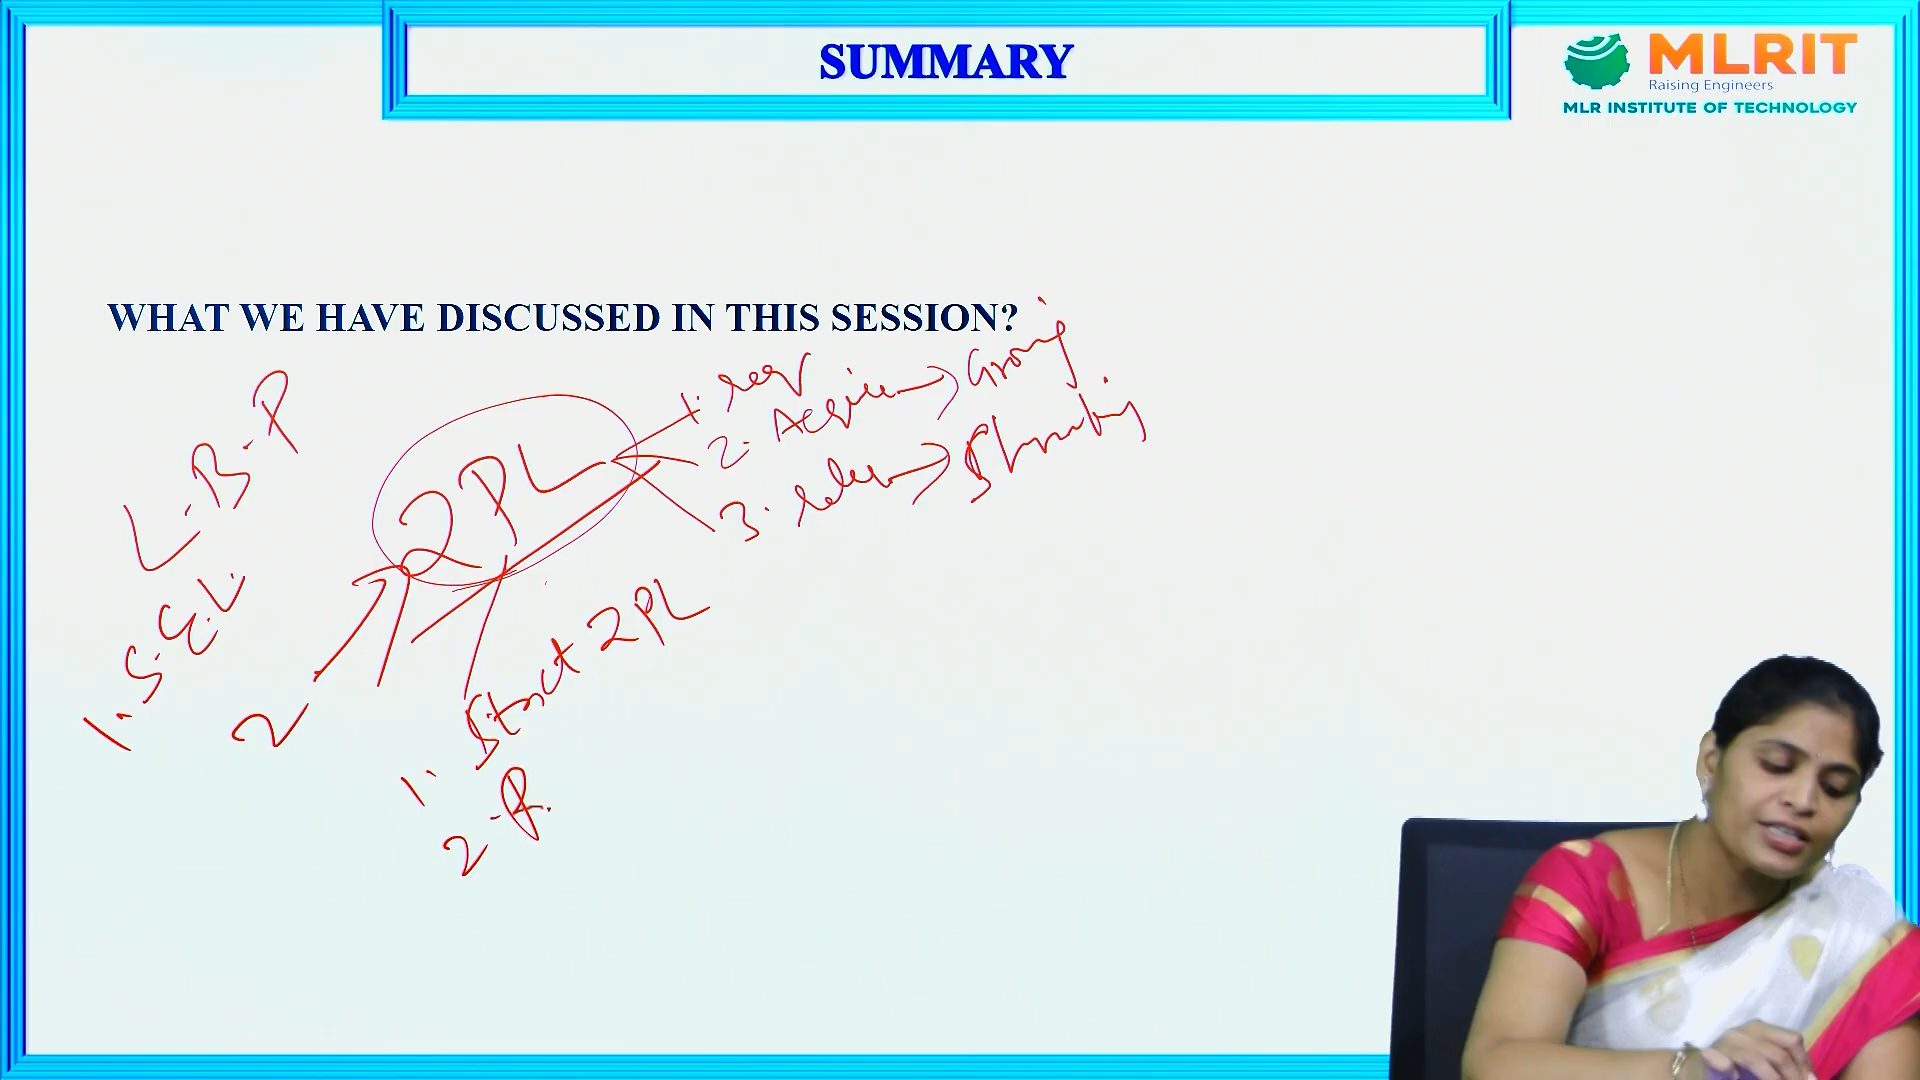 SUMMARY
MLRIT
Raising Engineers
MLR INSTITUTE OF TECHNOLOGY
WHAT WE HAVE DISCUSSED IN THIS SESSION?
L-B-P
1. S.E.L.
2
2PL
1. req
2. Acquire → Growing
3. release → Shrinking
1. Strict 2PL
2. R.